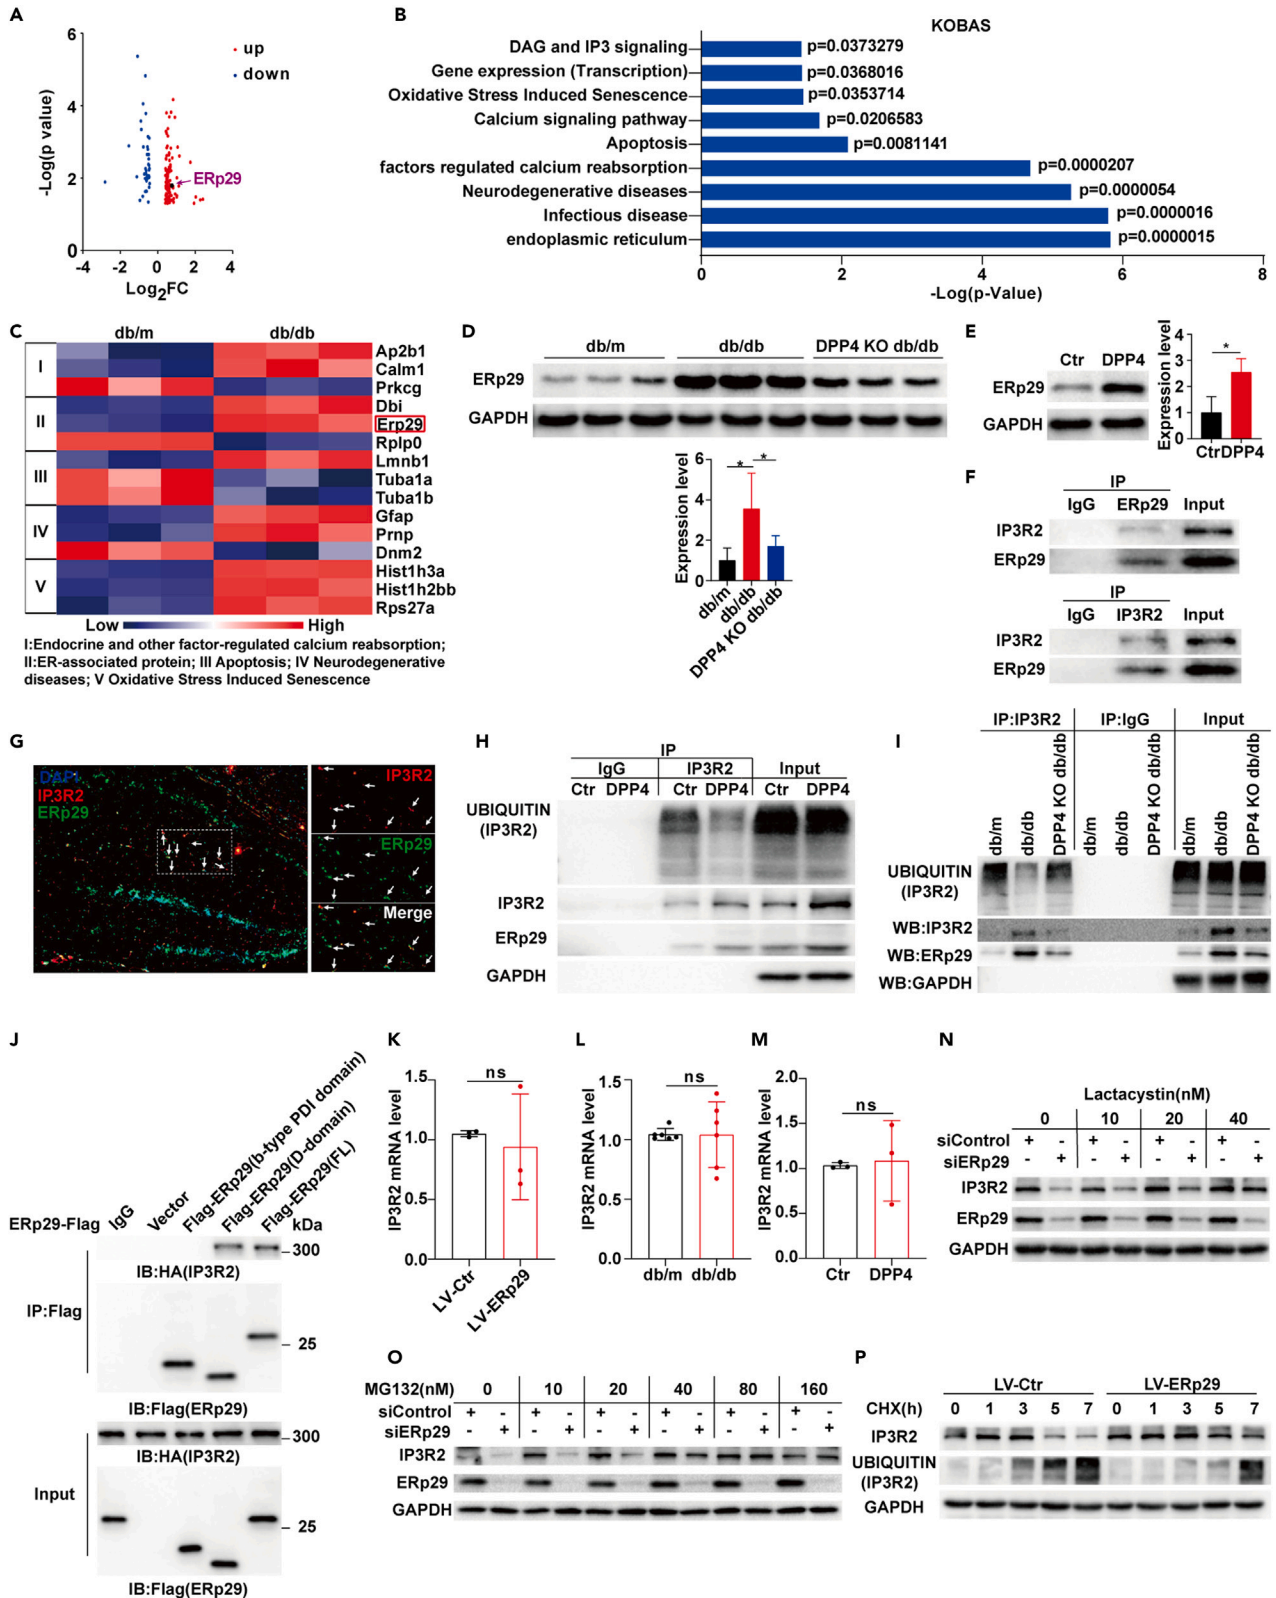 A
6
4
2
0
-4
-2
0
2
4
-Log(p value)
Log2FC
up
down
ERp29
B
KOBAS
DAG and IP3 signaling
p=0.0373279
Gene expression (Transcription)
p=0.0368016
Oxidative Stress Induced Senescence
p=0.0353714
Calcium signaling pathway
p=0.0206583
Apoptosis
p=0.0081141
factors regulated calcium reabsorption
p=0.0000207
Neurodegenerative diseases
p=0.0000054
Infectious disease
p=0.0000016
endoplasmic reticulum
p=0.0000015
0 2 4 6 8
-Log(p-Value)
C
db/m db/db
I
II
III
IV
V
Ap2b1
Calm1
Prkcg
Dbi
Erp29
Rplp0
Lmnb1
Tuba1a
Tuba1b
Gfap
Prnp
Dnm2
Hist1h3a
Hist1h2bb
Rps27a
Low High
I:Endocrine and other factor-regulated calcium reabsorption;
II:ER-associated protein; III Apoptosis; IV Neurodegenerative
diseases; V Oxidative Stress Induced Senescence
D
db/m db/db DPP4 KO db/db
ERp29
GAPDH
Expression level
6
4
2
0
* *
db/m
db/db
DPP4 KO db/db
E
Ctr DPP4
ERp29
GAPDH
Expression level
4
3
2
1
0
*
Ctr DPP4
F
IP
IgG ERp29 Input
IP3R2
ERp29
IP
IgG IP3R2 Input
IP3R2
ERp29
G
DAPI
IP3R2
ERp29
IP3R2
ERp29
Merge
H
IP
IgG IP3R2 Input
Ctr DPP4 Ctr DPP4 Ctr DPP4
UBIQUITIN
(IP3R2)
IP3R2
ERp29
GAPDH
I
IP:IP3R2 IP:IgG Input
db/m
db/db
DPP4 KO db/db
db/m
db/db
DPP4 KO db/db
db/m
db/db
DPP4 KO db/db
UBIQUITIN
(IP3R2)
WB:IP3R2
WB:ERp29
WB:GAPDH
J
ERp29-Flag
IgG
Vector
Flag-ERp29(b-type PDI domain)
Flag-ERp29(D-domain)
Flag-ERp29(FL)
kDa
300
IB:HA(IP3R2)
IP:Flag
25
IB:Flag(ERp29)
300
IB:HA(IP3R2)
Input
25
IB:Flag(ERp29)
K
IP3R2 mRNA level
1.5
1.0
0.5
0.0
ns
LV-Ctr
LV-ERp29
L
IP3R2 mRNA level
1.5
1.0
0.5
0.0
ns
db/m db/db
M
IP3R2 mRNA level
2.0
1.5
1.0
0.5
0.0
ns
Ctr DPP4
N
Lactacystin(nM)
0 10 20 40
siControl + - + - + - + -
siERp29 - + - + - + - +
IP3R2
ERp29
GAPDH
O
MG132(nM) 0 10 20 40 80 160
siControl + - + - + - + - + - + -
siERp29 - + - + - + - + - + - +
IP3R2
ERp29
GAPDH
P
LV-Ctr LV-ERp29
CHX(h) 0 1 3 5 7 0 1 3 5 7
IP3R2
UBIQUITIN
(IP3R2)
GAPDH